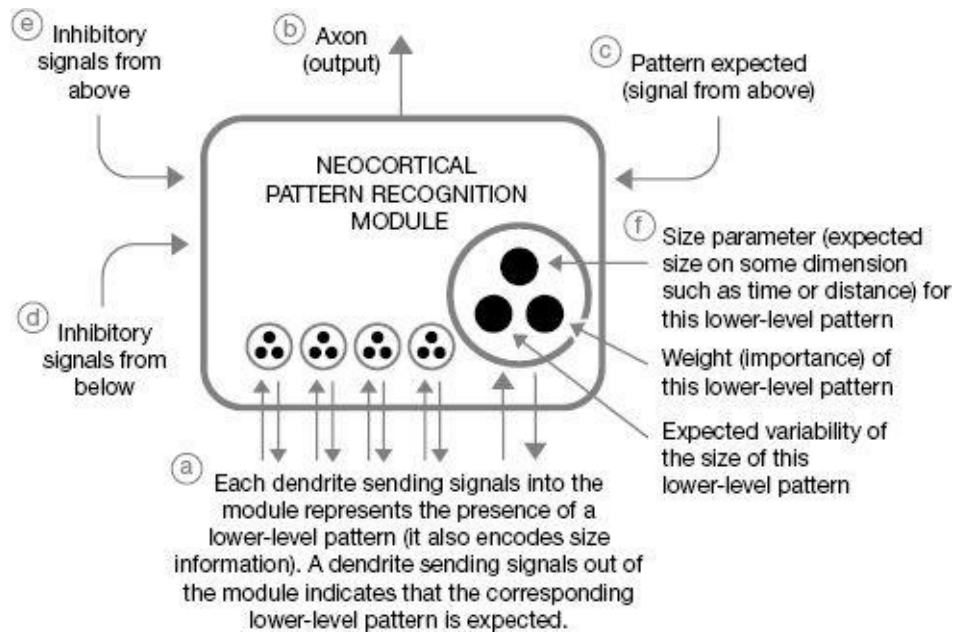 e
Inhibitory
signals from
above
b
Axon
(output)
c
Pattern expected
(signal from above)
NEOCORTICAL
PATTERN RECOGNITION
MODULE
f
Size parameter (expected
size on some dimension
such as time or distance) for
this lower-level pattern
Weight (importance) of
this lower-level pattern
Expected variability of
the size of this
lower-level pattern
d
Inhibitory
signals from
below
a
Each dendrite sending signals into the
module represents the presence of a
lower-level pattern (it also encodes size
information). A dendrite sending signals out of
the module indicates that the corresponding
lower-level pattern is expected.